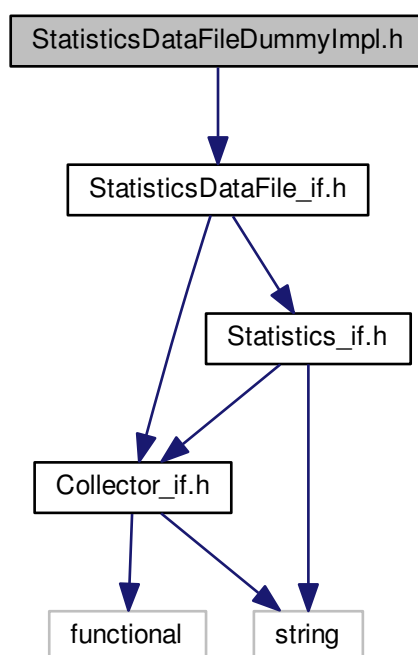 StatisticsDataFileDummyImpl.h
StatisticsDataFile_if.h
Statistics_if.h
Collector_if.h
functional
string